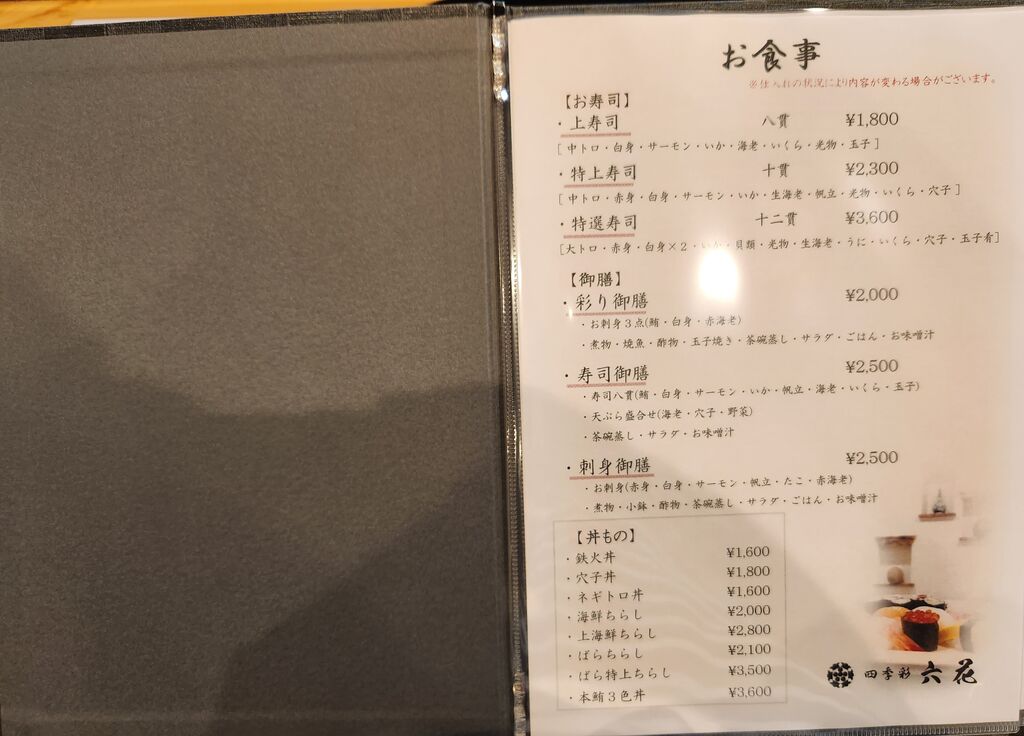 お食事
※仕入れの状況により内容が変わる場合がございます。
【お寿司】
・上寿司 八貫 ¥1,800
[中トロ・白身・サーモン・いか・海老・いくら・光物・玉子]
・特上寿司 十貫 ¥2,300
[中トロ・赤身・白身・サーモン・いか・生海老・帆立・光物・いくら・穴子]
・特選寿司 十二貫 ¥3,600
[大トロ・赤身・白身×2・いか・貝類・光物・生海老・うに・いくら・穴子・玉子肴]
【御膳】
・彩り御膳 ¥2,000
・お刺身3点(鮪・白身・赤海老)
・煮物・焼魚・酢物・玉子焼き・茶碗蒸し・サラダ・ごはん・お味噌汁
・寿司御膳 ¥2,500
・寿司八貫(鮪・白身・サーモン・いか・帆立・海老・いくら・玉子)
・天ぷら盛合せ(海老・穴子・野菜)
・茶碗蒸し・サラダ・お味噌汁
・刺身御膳 ¥2,500
・お刺身(赤身・白身・サーモン・帆立・たこ・赤海老)
・煮物・小鉢・酢物・茶碗蒸し・サラダ・ごはん・お味噌汁
【丼もの】
・鉄火丼 ¥1,600
・穴子丼 ¥1,800
・ネギトロ丼 ¥1,600
・海鮮ちらし ¥2,000
・上海鮮ちらし ¥2,800
・ばらちらし ¥2,100
・ばら特上ちらし ¥3,500
・本鮪3色丼 ¥3,600
四季彩 六花